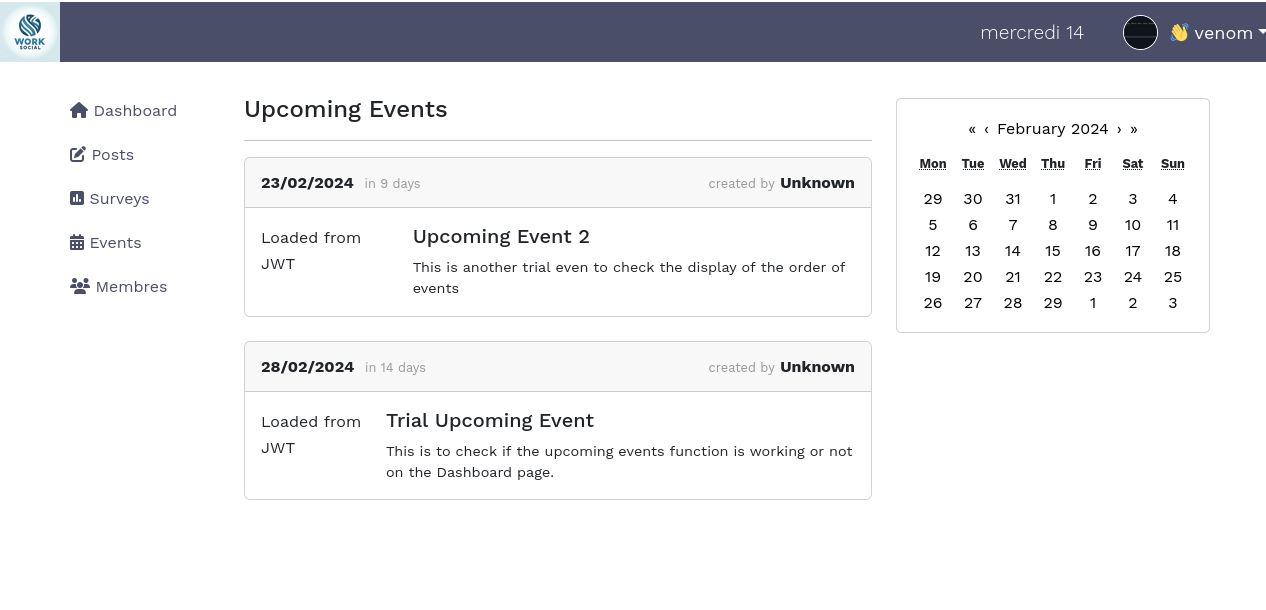 WORK
SOCIAL
mercredi 14
👋 venom
Dashboard
Posts
Surveys
Events
Membres
Upcoming Events
23/02/2024 in 9 days created by Unknown
Loaded from
JWT
Upcoming Event 2
This is another trial even to check the display of the order of
events
28/02/2024 in 14 days created by Unknown
Loaded from
JWT
Trial Upcoming Event
This is to check if the upcoming events function is working or not
on the Dashboard page.
« ‹ February 2024 › »
Mon Tue Wed Thu Fri Sat Sun
29 30 31 1 2 3 4
5 6 7 8 9 10 11
12 13 14 15 16 17 18
19 20 21 22 23 24 25
26 27 28 29 1 2 3